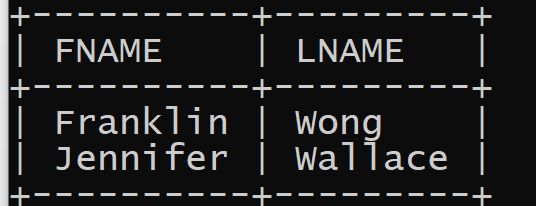 +----------+---------+
| FNAME    | LNAME   |
+----------+---------+
| Franklin | Wong    |
| Jennifer | Wallace |
+----------+---------+